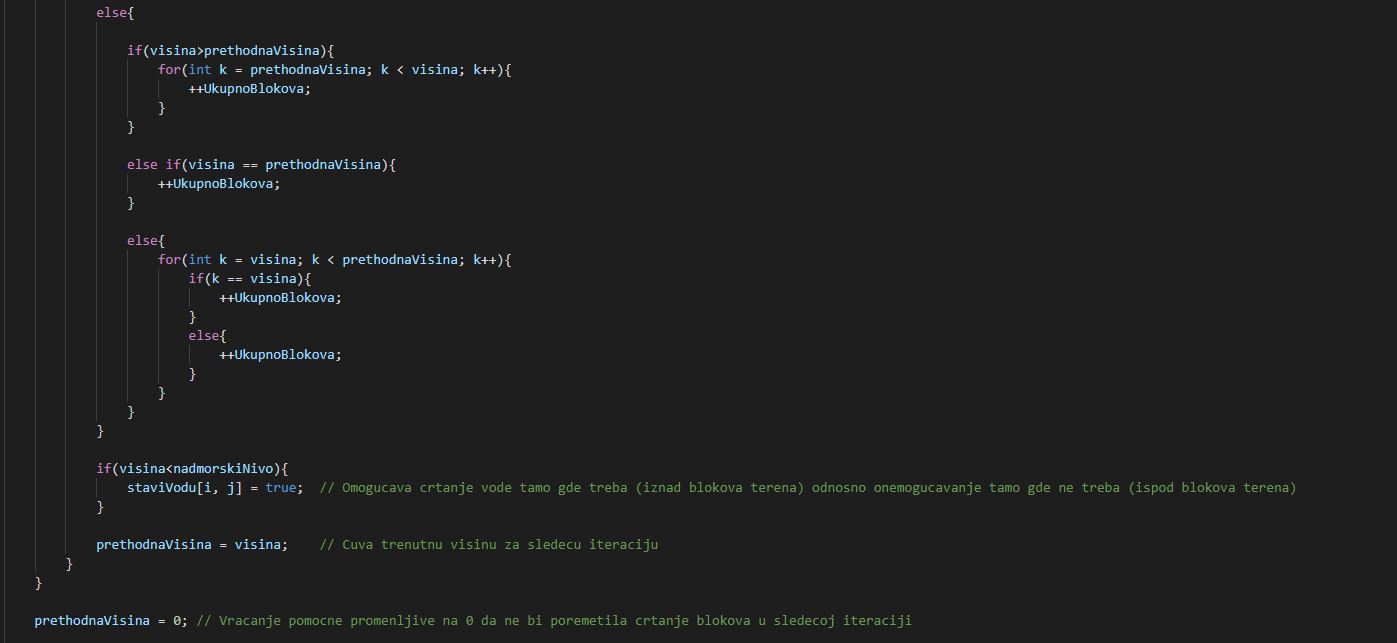 else{
if(visina>prethodnaVisina){
for(int k = prethodnaVisina; k < visina; k++){
++UkupnoBlokova;
}
}
else if(visina == prethodnaVisina){
++UkupnoBlokova;
}
else{
for(int k = visina; k < prethodnaVisina; k++){
if(k == visina){
++UkupnoBlokova;
}
else{
++UkupnoBlokova;
}
}
}
}
if(visina<nadmorskiNivo){
staviVodu[i, j] = true;  // Omogucava crtanje vode tamo gde treba (iznad blokova terena) odnosno onemogucavanje tamo gde ne treba (ispod blokova terena)
}
prethodnaVisina = visina;    // Cuva trenutnu visinu za sledecu iteraciju
}
}
prethodnaVisina = 0; // Vracanje pomocne promenljive na 0 da ne bi poremetila crtanje blokova u sledecoj iteraciji